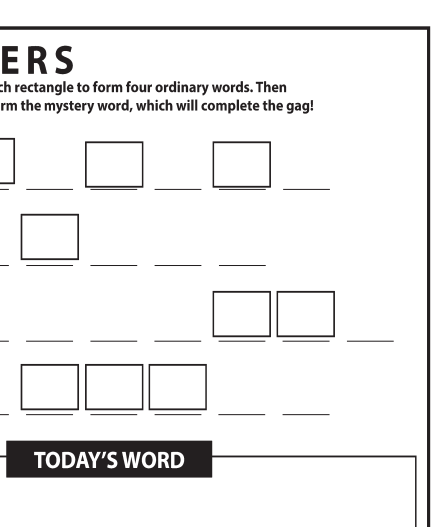 ERS
ch rectangle to form four ordinary words. Then
rm the mystery word, which will complete the gag!
TODAY'S WORD